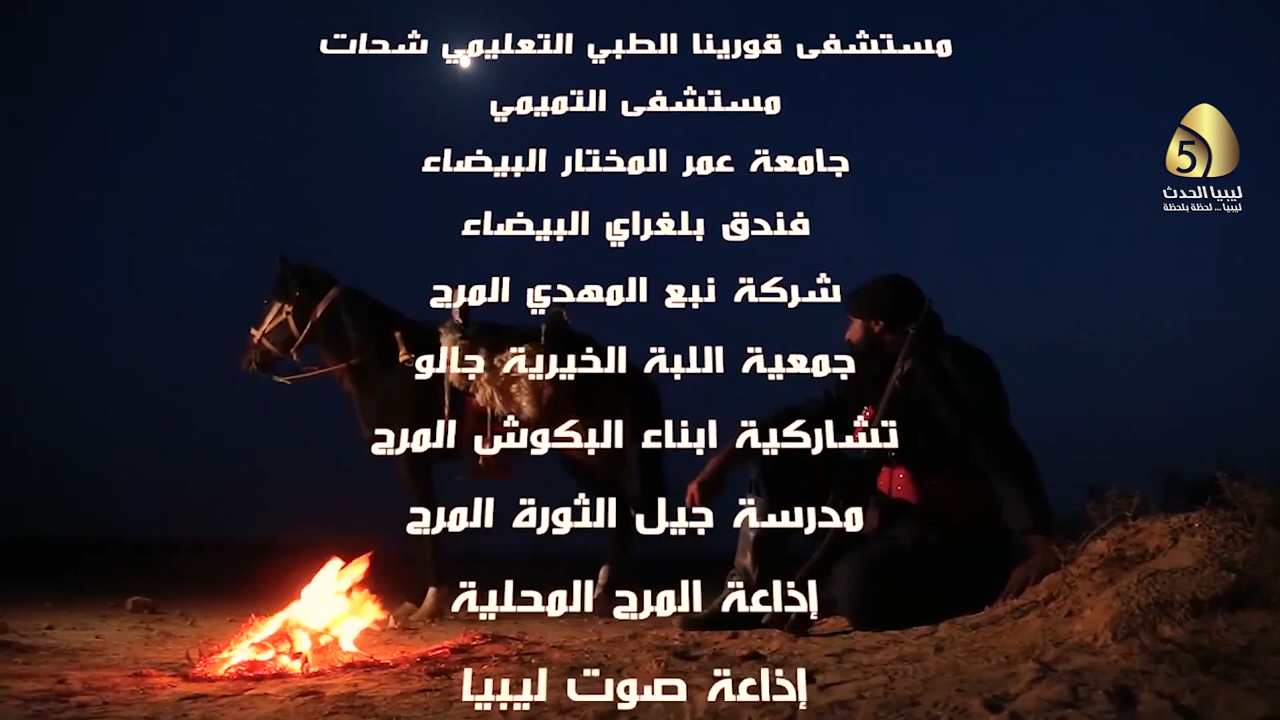 مستشفى قورينا الطبي التعليمي شحات
مستشفى التميمي
جامعة عمر المختار البيضاء
فندق بلغراي البيضاء
شركة نبع المهدي المرج
جمعية اللبة الخيرية جالو
تشاركية ابناء البكوش المرج
مدرسة جيل الثورة المرج
إذاعة المرج المحلية
إذاعة صوت ليبيا
5
ليبيا الحدث
ليبيا ... لحظة بلحظة